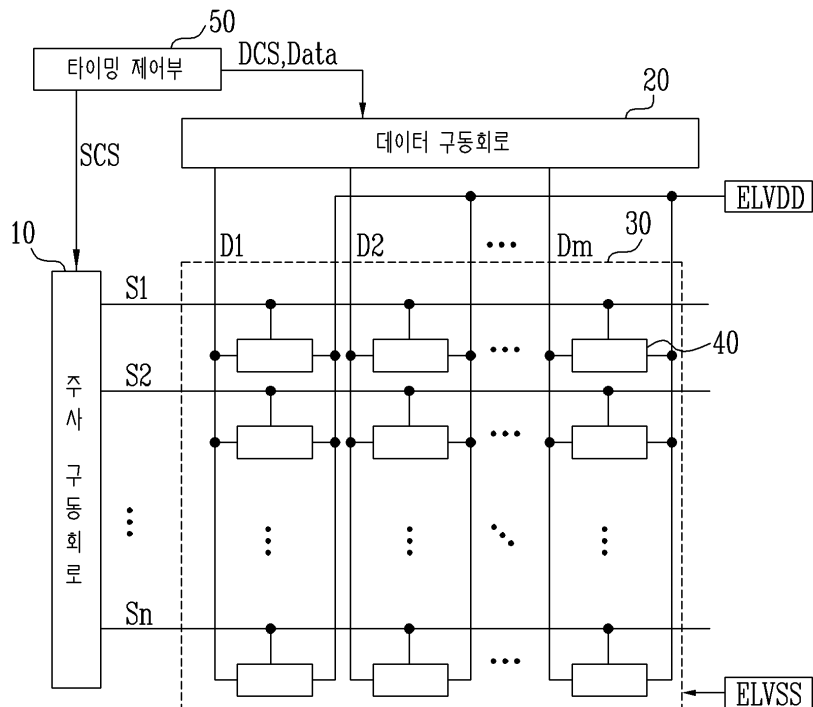 50
타이밍 제어부
DCS,Data
20
데이터 구동회로
SCS
ELVDD
10
D1
D2
...
Dm
30
S1
40
...
S2
...
주사 구동회로
Sn
...
ELVSS